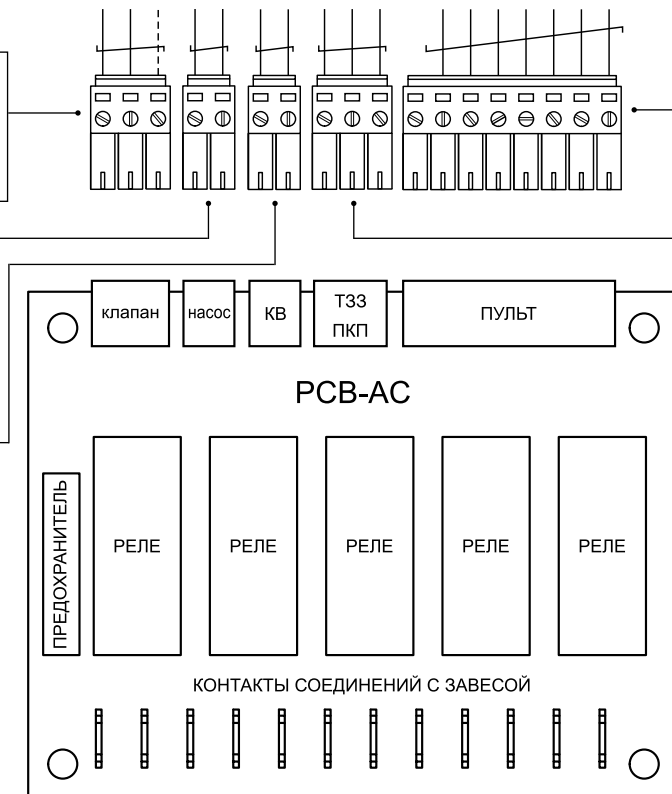 клапан
насос
КВ
ТЗЗ
ПКП
ПУЛЬТ
PCB-AC
ПРЕДОХРАНИТЕЛЬ
РЕЛЕ
РЕЛЕ
РЕЛЕ
РЕЛЕ
РЕЛЕ
КОНТАКТЫ СОЕДИНЕНИЙ С ЗАВЕСОЙ